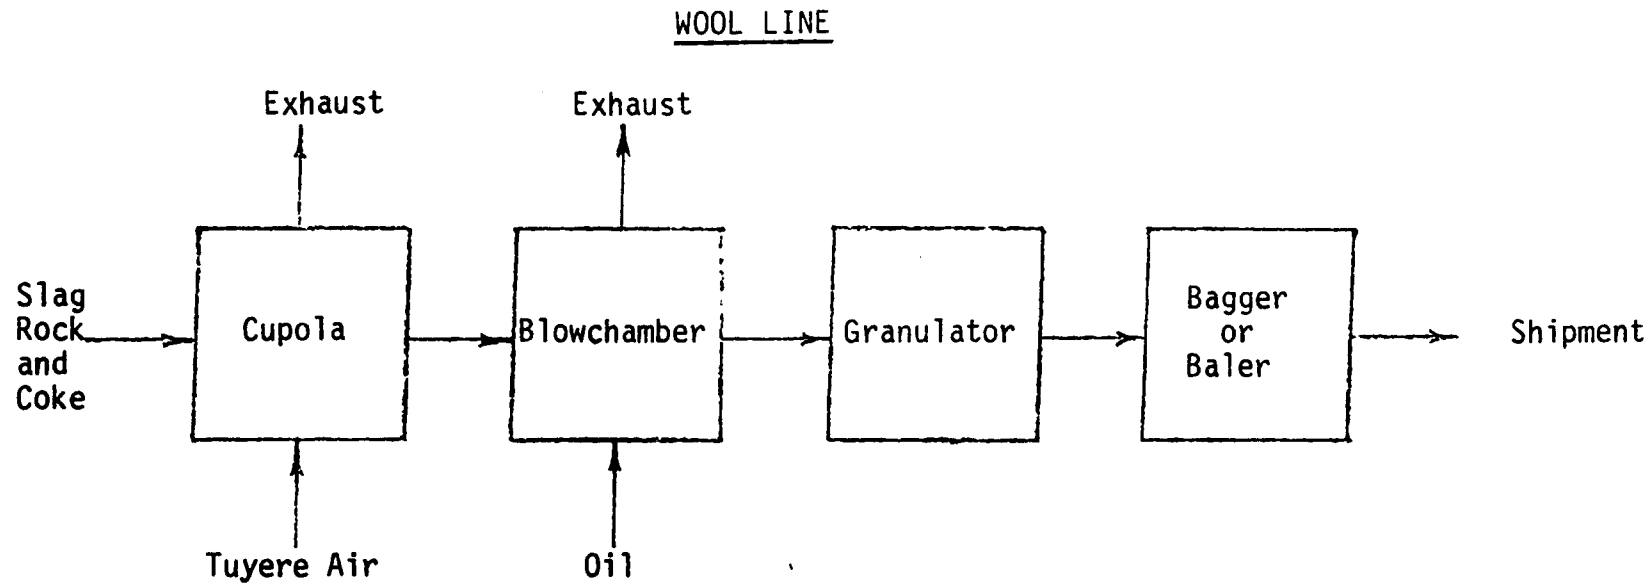 WOOL LINE
Exhaust
Exhaust
Slag
Rock
and
Coke
Cupola
Blowchamber
Granulator
Bagger
or
Baler
Shipment
Tuyere Air
Oil